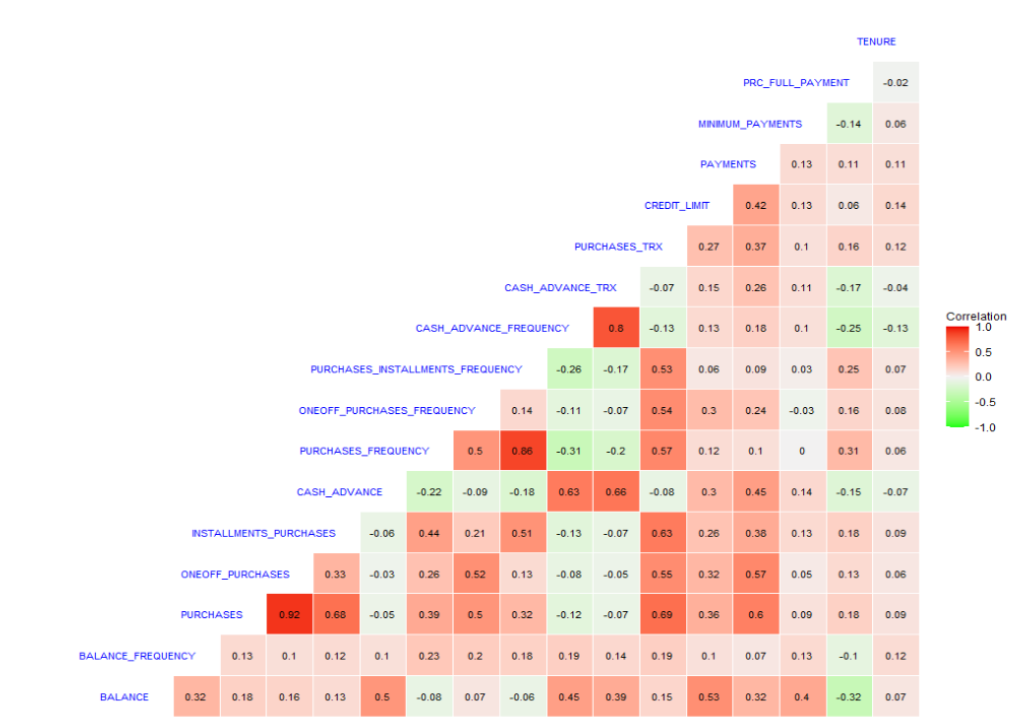 TENURE
PRC_FULL_PAYMENT -0.02
MINIMUM_PAYMENTS -0.14 0.06
PAYMENTS 0.13 0.11 0.11
CREDIT_LIMIT 0.42 0.13 0.06 0.14
PURCHASES_TRX 0.27 0.37 0.1 0.16 0.12
CASH_ADVANCE_TRX -0.07 0.15 0.26 0.11 -0.17 -0.04
CASH_ADVANCE_FREQUENCY 0.8 -0.13 0.13 0.18 0.1 -0.25 -0.13
PURCHASES_INSTALLMENTS_FREQUENCY -0.26 -0.17 0.53 0.06 0.09 0.03 0.25 0.07
ONEOFF_PURCHASES_FREQUENCY 0.14 -0.11 -0.07 0.54 0.3 0.24 -0.03 0.16 0.08
PURCHASES_FREQUENCY 0.5 0.86 -0.31 -0.2 0.57 0.12 0.1 0 0.31 0.06
CASH_ADVANCE -0.22 -0.09 -0.18 0.63 0.66 -0.08 0.3 0.45 0.14 -0.15 -0.07
INSTALLMENTS_PURCHASES -0.06 0.44 0.21 0.51 -0.13 -0.07 0.63 0.26 0.38 0.13 0.18 0.09
ONEOFF_PURCHASES 0.33 -0.03 0.26 0.52 0.13 -0.08 -0.05 0.55 0.32 0.57 0.05 0.13 0.06
PURCHASES 0.92 0.68 -0.05 0.39 0.5 0.32 -0.12 -0.07 0.69 0.36 0.6 0.09 0.18 0.09
BALANCE_FREQUENCY 0.13 0.1 0.12 0.1 0.23 0.2 0.18 0.19 0.14 0.19 0.1 0.07 0.13 -0.1 0.12
BALANCE 0.32 0.18 0.16 0.13 0.5 -0.08 0.07 -0.06 0.45 0.39 0.15 0.53 0.32 0.4 -0.32 0.07
Correlation
1.0
0.5
0.0
-0.5
-1.0